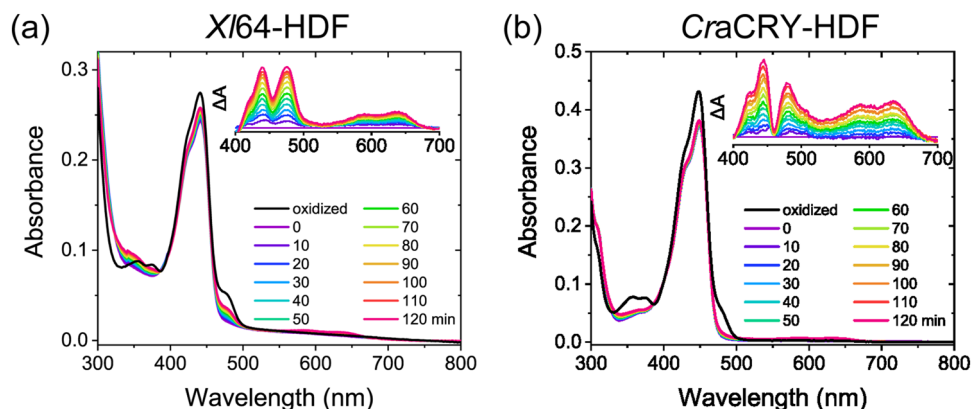 (a) Xl64-HDF
0.3
0.2
0.1
0.0
Absorbance
ΔA
400 500 600 700
oxidized 60
0 70
10 80
20 90
30 100
40 110
50 120 min
300 400 500 600 700 800
Wavelength (nm)
(b) CraCRY-HDF
0.5
0.4
0.3
0.2
0.1
0.0
Absorbance
ΔA
400 500 600 700
oxidized 60
0 70
10 80
20 90
30 100
40 110
50 120 min
300 400 500 600 700 800
Wavelength (nm)